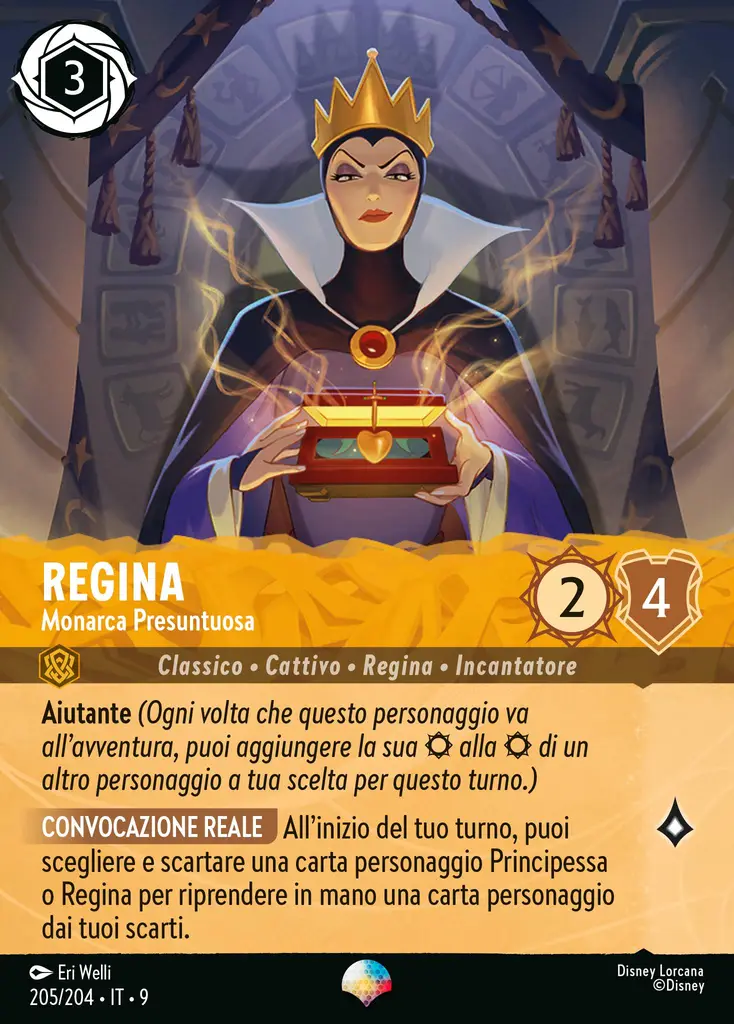 3
REGINA
Monarca Presuntuosa
2
4
Classico • Cattivo • Regina • Incantatore
Aiutante (Ogni volta che questo personaggio va
all'avventura, puoi aggiungere la sua alla di un
altro personaggio a tua scelta per questo turno.)
CONVOCAZIONE REALE All'inizio del tuo turno, puoi
scegliere e scartare una carta personaggio Principessa
o Regina per riprendere in mano una carta personaggio
dai tuoi scarti.
Eri Welli
205/204 • IT • 9
Disney Lorcana
©Disney